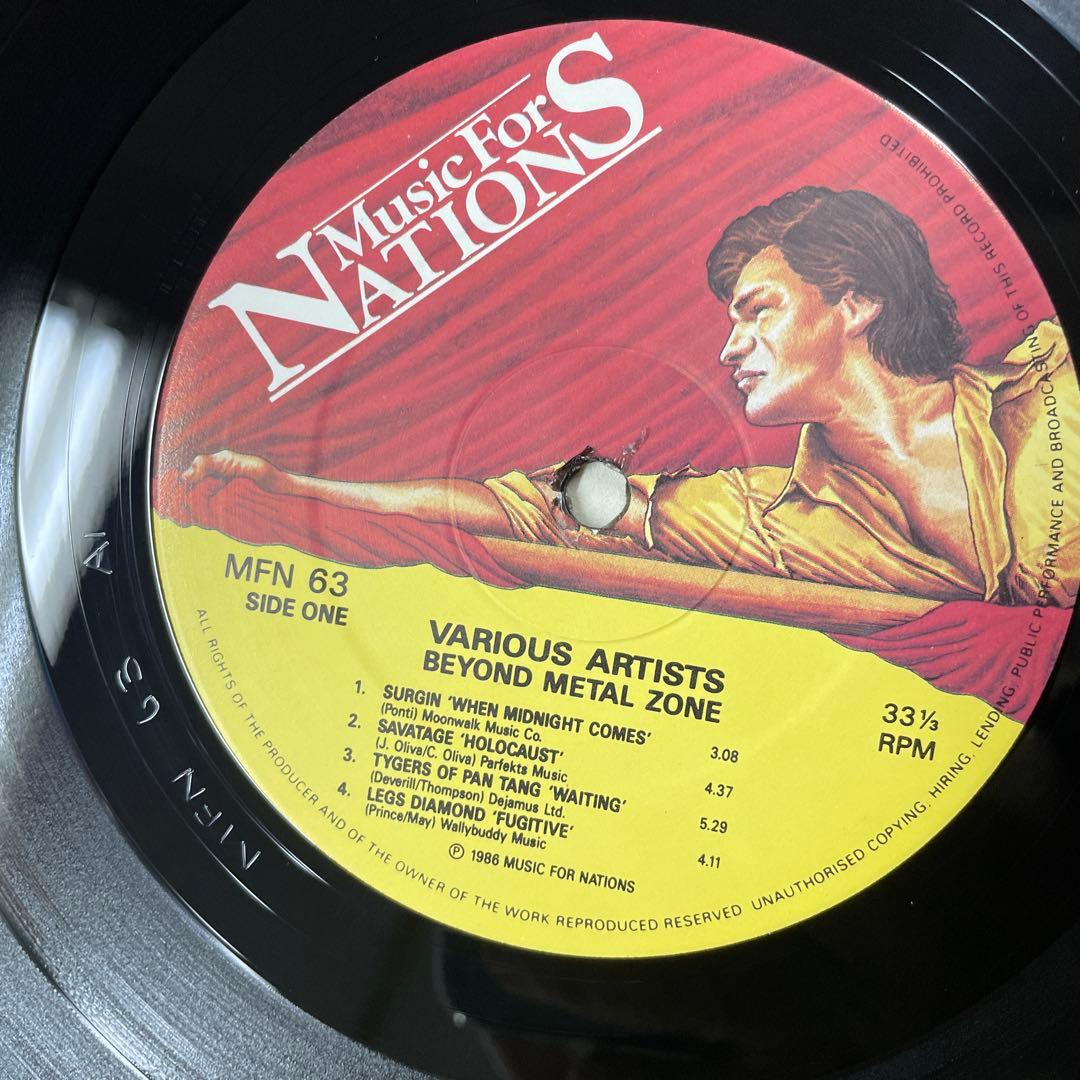 Music For
NATIONS
MFN 63
SIDE ONE
VARIOUS ARTISTS
BEYOND METAL ZONE
1. SURGIN 'WHEN MIDNIGHT COMES' 3.08
(Ponti) Moonwalk Music Co.
2. SAVATAGE 'HOLOCAUST' 4.37
(J. Oliva/C. Oliva) Parfekts Music
3. TYGERS OF PAN TANG 'WAITING' 5.29
(Deverill/Thompson) Dejamus Ltd.
4. LEGS DIAMOND 'FUGITIVE' 4.11
(Prince/May) Wallybuddy Music
℗ 1986 MUSIC FOR NATIONS
33⅓
RPM
ALL RIGHTS OF THE PRODUCER AND OF THE OWNER OF THE WORK REPRODUCED RESERVED UNAUTHORISED COPYING, HIRING, LENDING, PUBLIC PERFORMANCE AND BROADCASTING OF THIS RECORD PROHIBITED
MFN 63 A